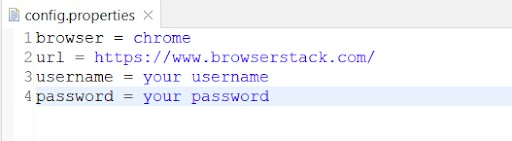 config.properties
1 browser = chrome
2 url = https://www.browserstack.com/
3 username = your username
4 password = your password